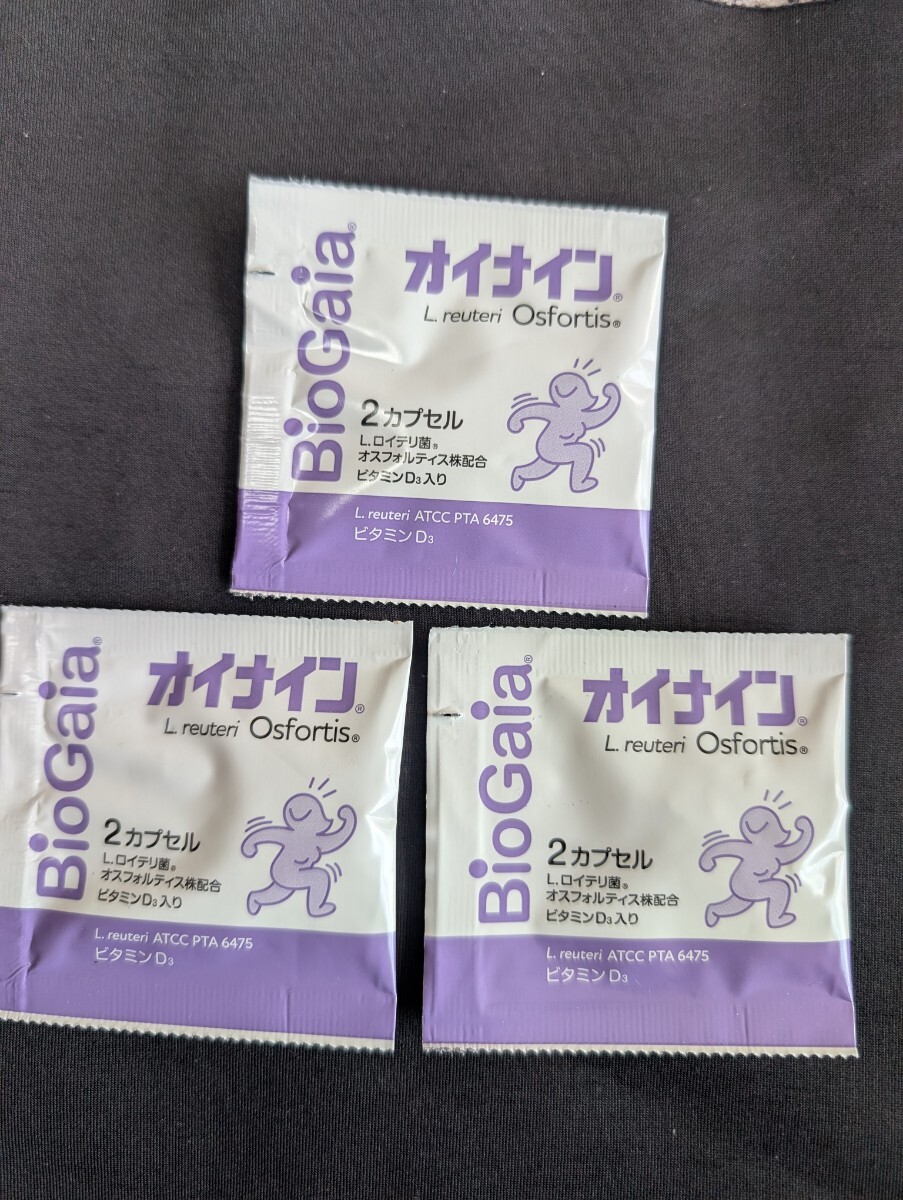 BioGaia®
オイナイン®
L. reuteri Osfortis®
2カプセル
L.ロイテリ菌®
オスフォルティス株配合
ビタミンD₃入り
L. reuteri ATCC PTA 6475
ビタミン D₃
BioGaia®
オイナイン®
L. reuteri Osfortis®
2カプセル
L.ロイテリ菌®
オスフォルティス株配合
ビタミンD₃入り
L. reuteri ATCC PTA 6475
ビタミン D₃
BioGaia®
オイナイン®
L. reuteri Osfortis®
2カプセル
L.ロイテリ菌®
オスフォルティス株配合
ビタミンD₃入り
L. reuteri ATCC PTA 6475
ビタミン D₃